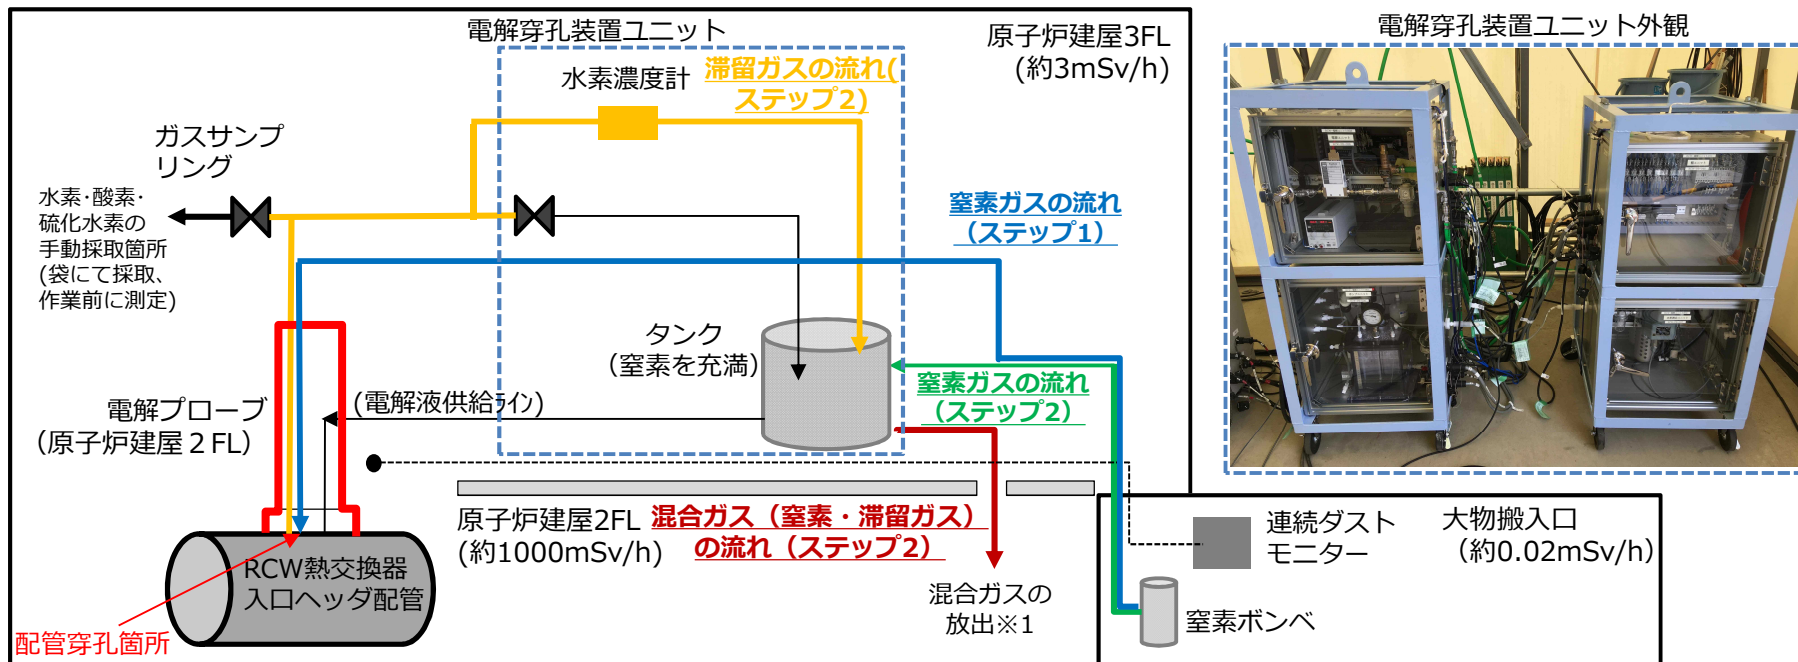 電解穿孔装置ユニット
原子炉建屋3FL
(約3mSv/h)
水素濃度計
滞留ガスの流れ(
ステップ2)
ガスサンプ
リング
水素・酸素・
硫化水素の
手動採取箇所
(袋にて採取、
作業前に測定)
窒素ガスの流れ
（ステップ1）
タンク
（窒素を充満）
窒素ガスの流れ
（ステップ2）
電解プローブ
（原子炉建屋２FL）
(電解液供給ﾗｲﾝ)
原子炉建屋2FL
(約1000mSv/h)
混合ガス（窒素・滞留ガス）
の流れ（ステップ2）
RCW熱交換器
入口ヘッダ配管
配管穿孔箇所
混合ガスの
放出※1
連続ダスト
モニター
大物搬入口
（約0.02mSv/h）
窒素ボンベ
電解穿孔装置ユニット外観